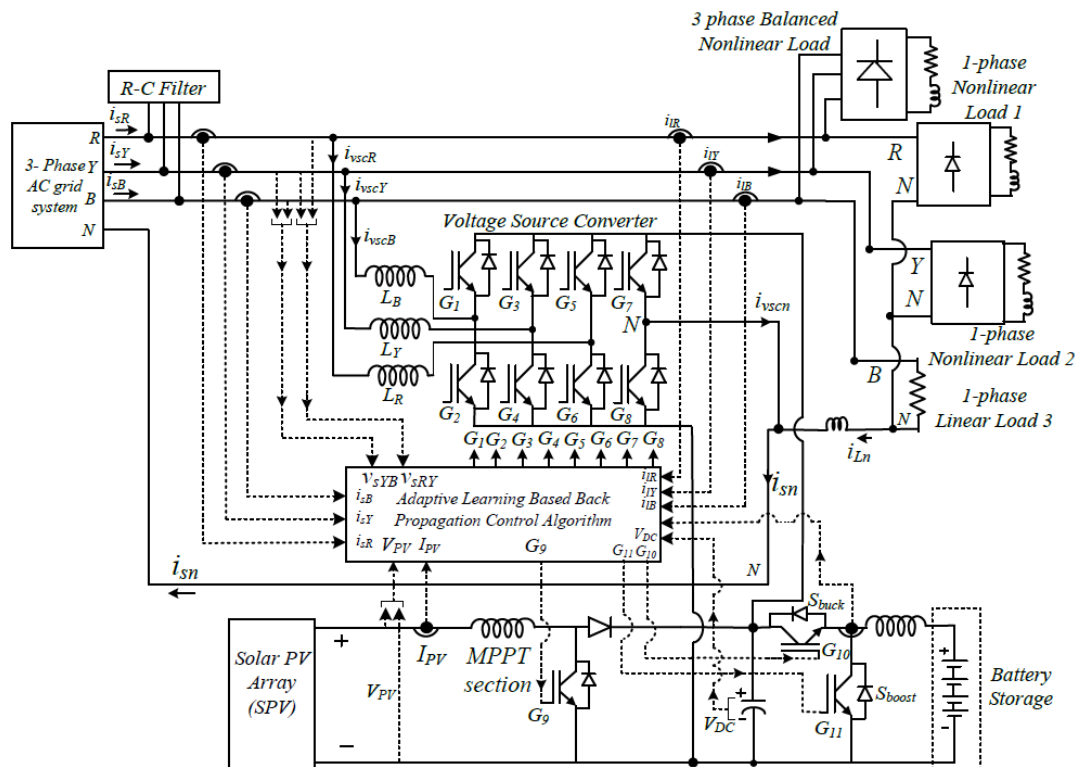 3 phase Balanced
Nonlinear Load
1-phase
Nonlinear
Load 1
R-C Filter
isR
R
3- Phase
AC grid
system
isY
Y
isB
B
N
ivscR
ivscY
ivscB
ilR
ilY
ilB
R
N
Voltage Source Converter
LB
LY
LR
G1
G3
G5
G7
N
ivscn
G2
G4
G6
G8
Y
N
1-phase
Nonlinear Load 2
B
1-phase
Linear Load 3
N
iLn
G1 G2 G3 G4 G5 G6 G7 G8
vsYB vsRY
isB
isY
isR
Adaptive Learning Based Back
Propagation Control Algorithm
ilR
ilY
ilB
VDC
VPV IPV
G9
G11 G10
isn
isn
N
Solar PV
Array
(SPV)
+
−
VPV
IPV
MPPT
section
G9
Sbuck
G10
+
VDC
−
G11
Sboost
+
−
Battery
Storage